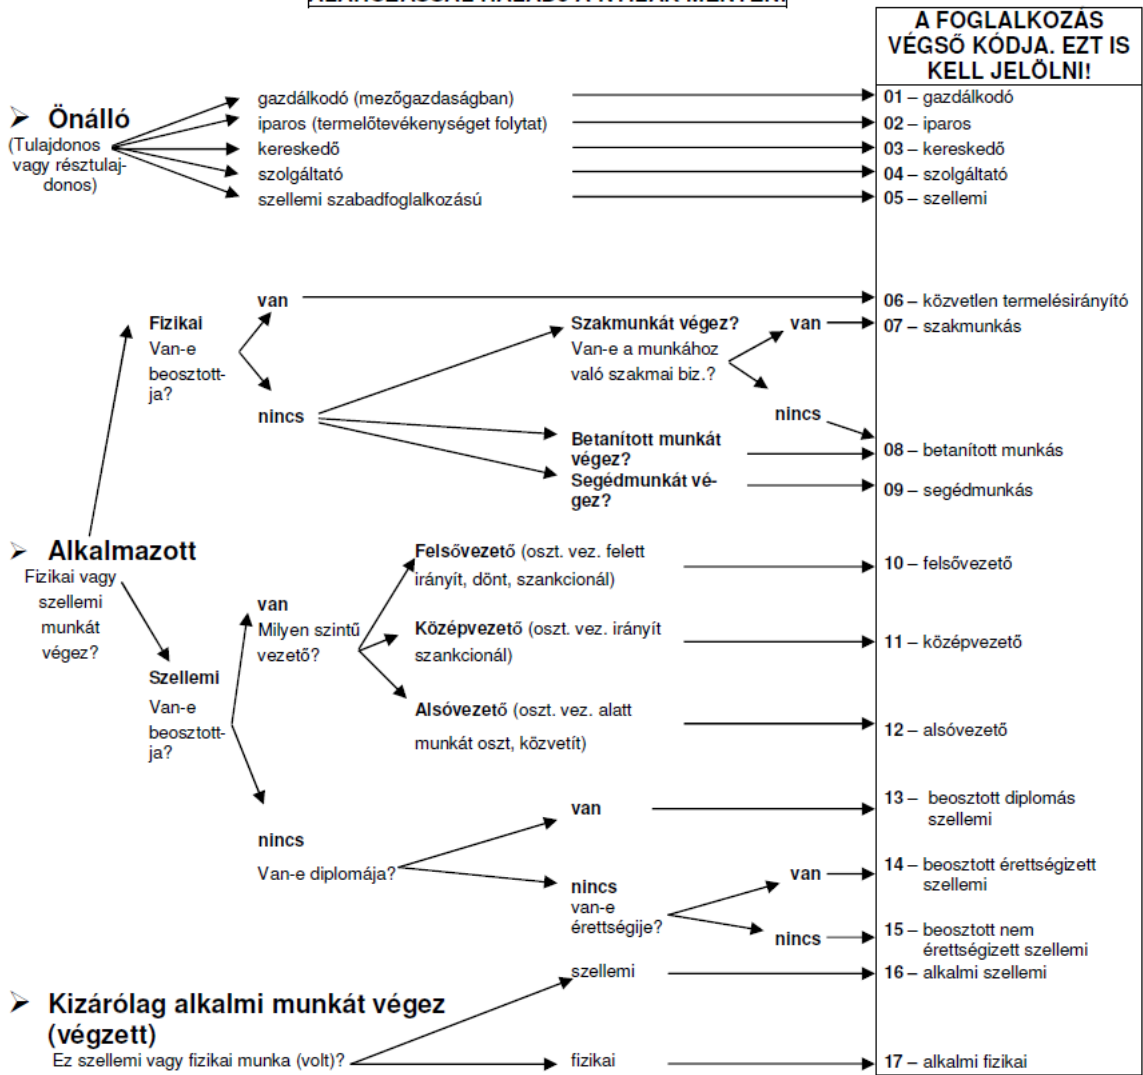 A FOGLALKOZÁS
VÉGSŐ KÓDJA. EZT IS
KELL JELÖLNI!
➢ Önálló
(Tulajdonos
vagy résztulaj-
donos)
gazdálkodó (mezőgazdaságban)
iparos (termelőtevékenységet folytat)
kereskedő
szolgáltató
szellemi szabadfoglalkozású
01 – gazdálkodó
02 – iparos
03 – kereskedő
04 – szolgáltató
05 – szellemi
van
06 – közvetlen termelésirányító
Fizikai
Van-e
beosztott-
ja?
nincs
Szakmunkát végez?
Van-e a munkához
való szakmai biz.?
van
07 – szakmunkás
nincs
Betanított munkát
végez?
08 – betanított munkás
Segédmunkát vé-
gez?
09 – segédmunkás
➢ Alkalmazott
Fizikai vagy
szellemi
munkát
végez?
Szellemi
Van-e
beosztott-
ja?
van
Milyen szintű
vezető?
Felsővezető (oszt. vez. felett
irányít, dönt, szankcionál)
10 – felsővezető
Középvezető (oszt. vez. irányít
szankcionál)
11 – középvezető
Alsóvezető (oszt. vez. alatt
munkát oszt, közvetít)
12 – alsóvezető
nincs
Van-e diplomája?
van
13 – beosztott diplomás
szellemi
nincs
van-e
érettségije?
van
14 – beosztott érettségizett
szellemi
nincs
15 – beosztott nem
érettségizett szellemi
➢ Kizárólag alkalmi munkát végez
(végzett)
Ez szellemi vagy fizikai munka (volt)?
szellemi
16 – alkalmi szellemi
fizikai
17 – alkalmi fizikai